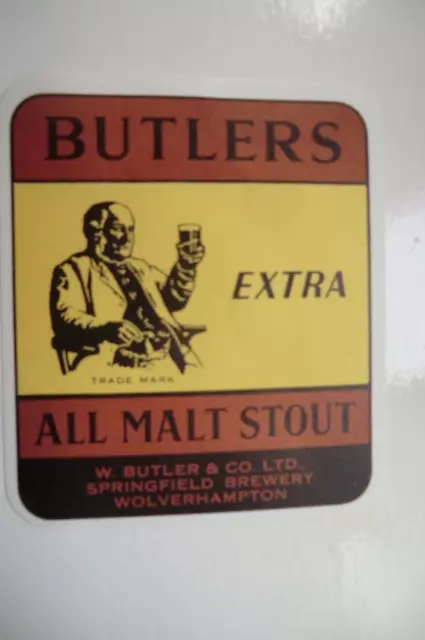 BUTLERS
EXTRA
TRADE MARK
ALL MALT STOUT
W. BUTLER & CO. LTD.,
SPRINGFIELD BREWERY
WOLVERHAMPTON